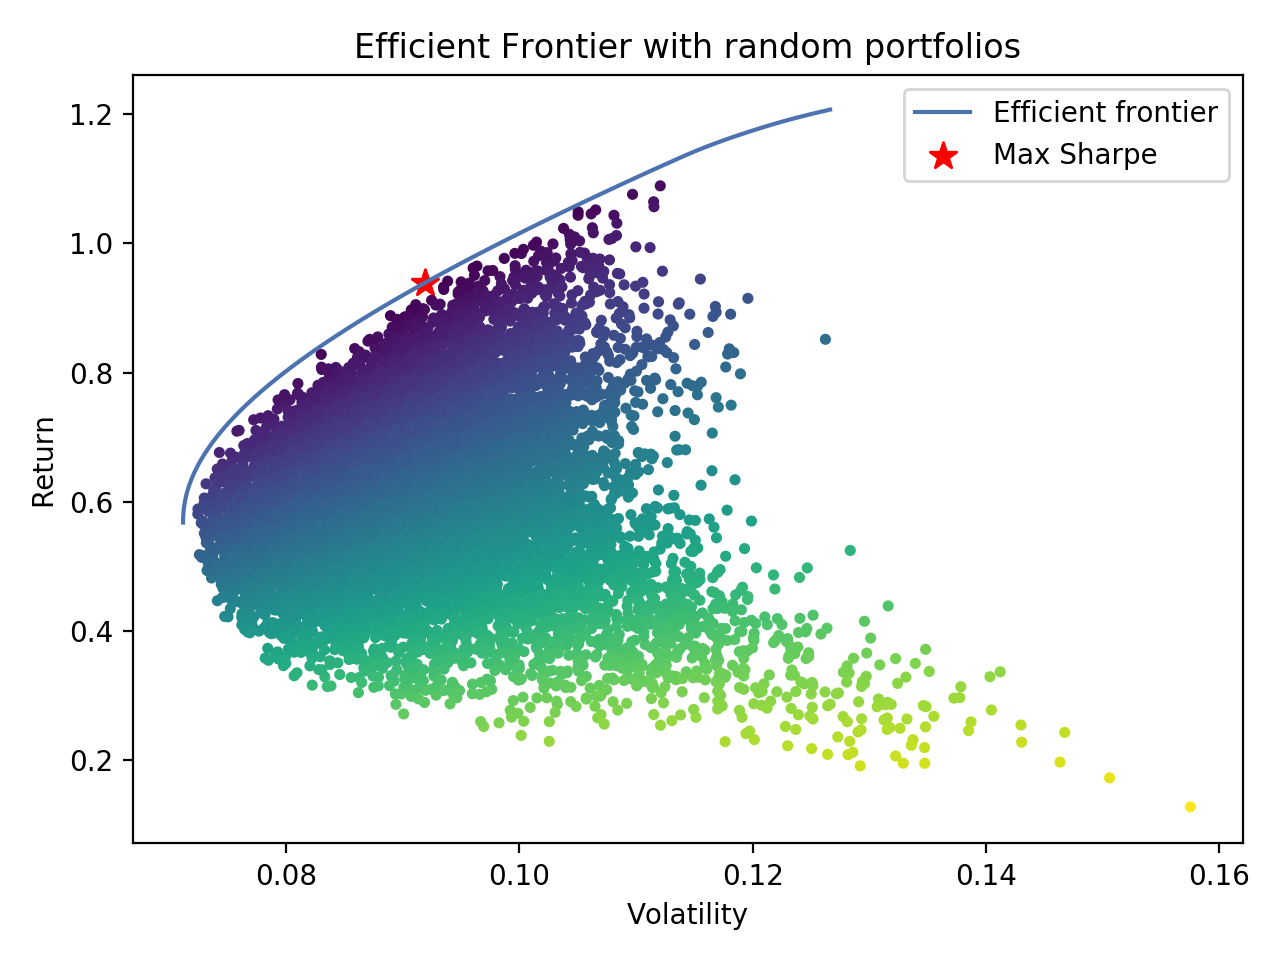 Efficient Frontier with random portfolios
Efficient frontier
Max Sharpe
1.2
1.0
0.8
0.6
0.4
0.2
Return
0.08
0.10
0.12
0.14
0.16
Volatility